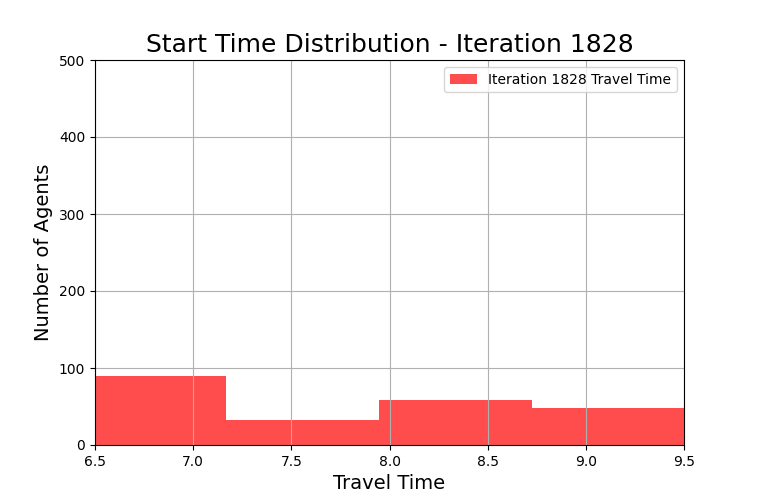 Start Time Distribution - Iteration 1828
Iteration 1828 Travel Time
Number of Agents
500
400
300
200
100
0
6.5 7.0 7.5 8.0 8.5 9.0 9.5
Travel Time